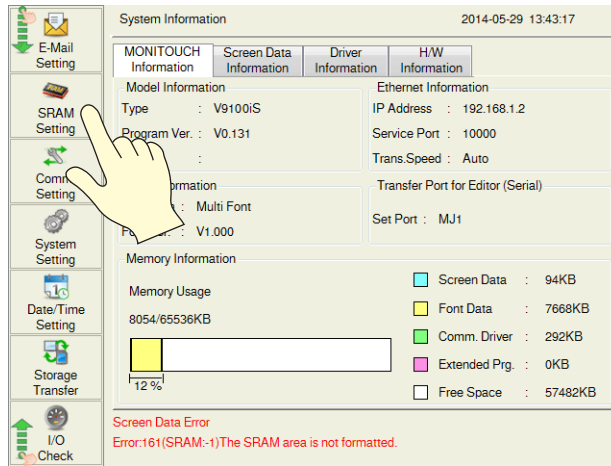 System Information 2014-05-29 13:43:17
E-Mail
Setting
SRAM
Setting
Setting
System
Setting
Date/Time
Setting
Storage
Transfer
I/O
Check
MONITOUCH
Information
Screen Data
Information
Driver
Information
H/W
Information
Model Information
Type : V9100iS
Program Ver. : V0.131
:
: Multi Font
: V1.000
Ethernet Information
IP Address : 192.168.1.2
Service Port : 10000
Trans.Speed : Auto
Transfer Port for Editor (Serial)
Set Port : MJ1
Memory Information
Memory Usage
8054/65536KB
12 %
Screen Data : 94KB
Font Data : 7668KB
Comm. Driver : 292KB
Extended Prg. : 0KB
Free Space : 57482KB
Screen Data Error
Error:161(SRAM:-1)The SRAM area is not formatted.